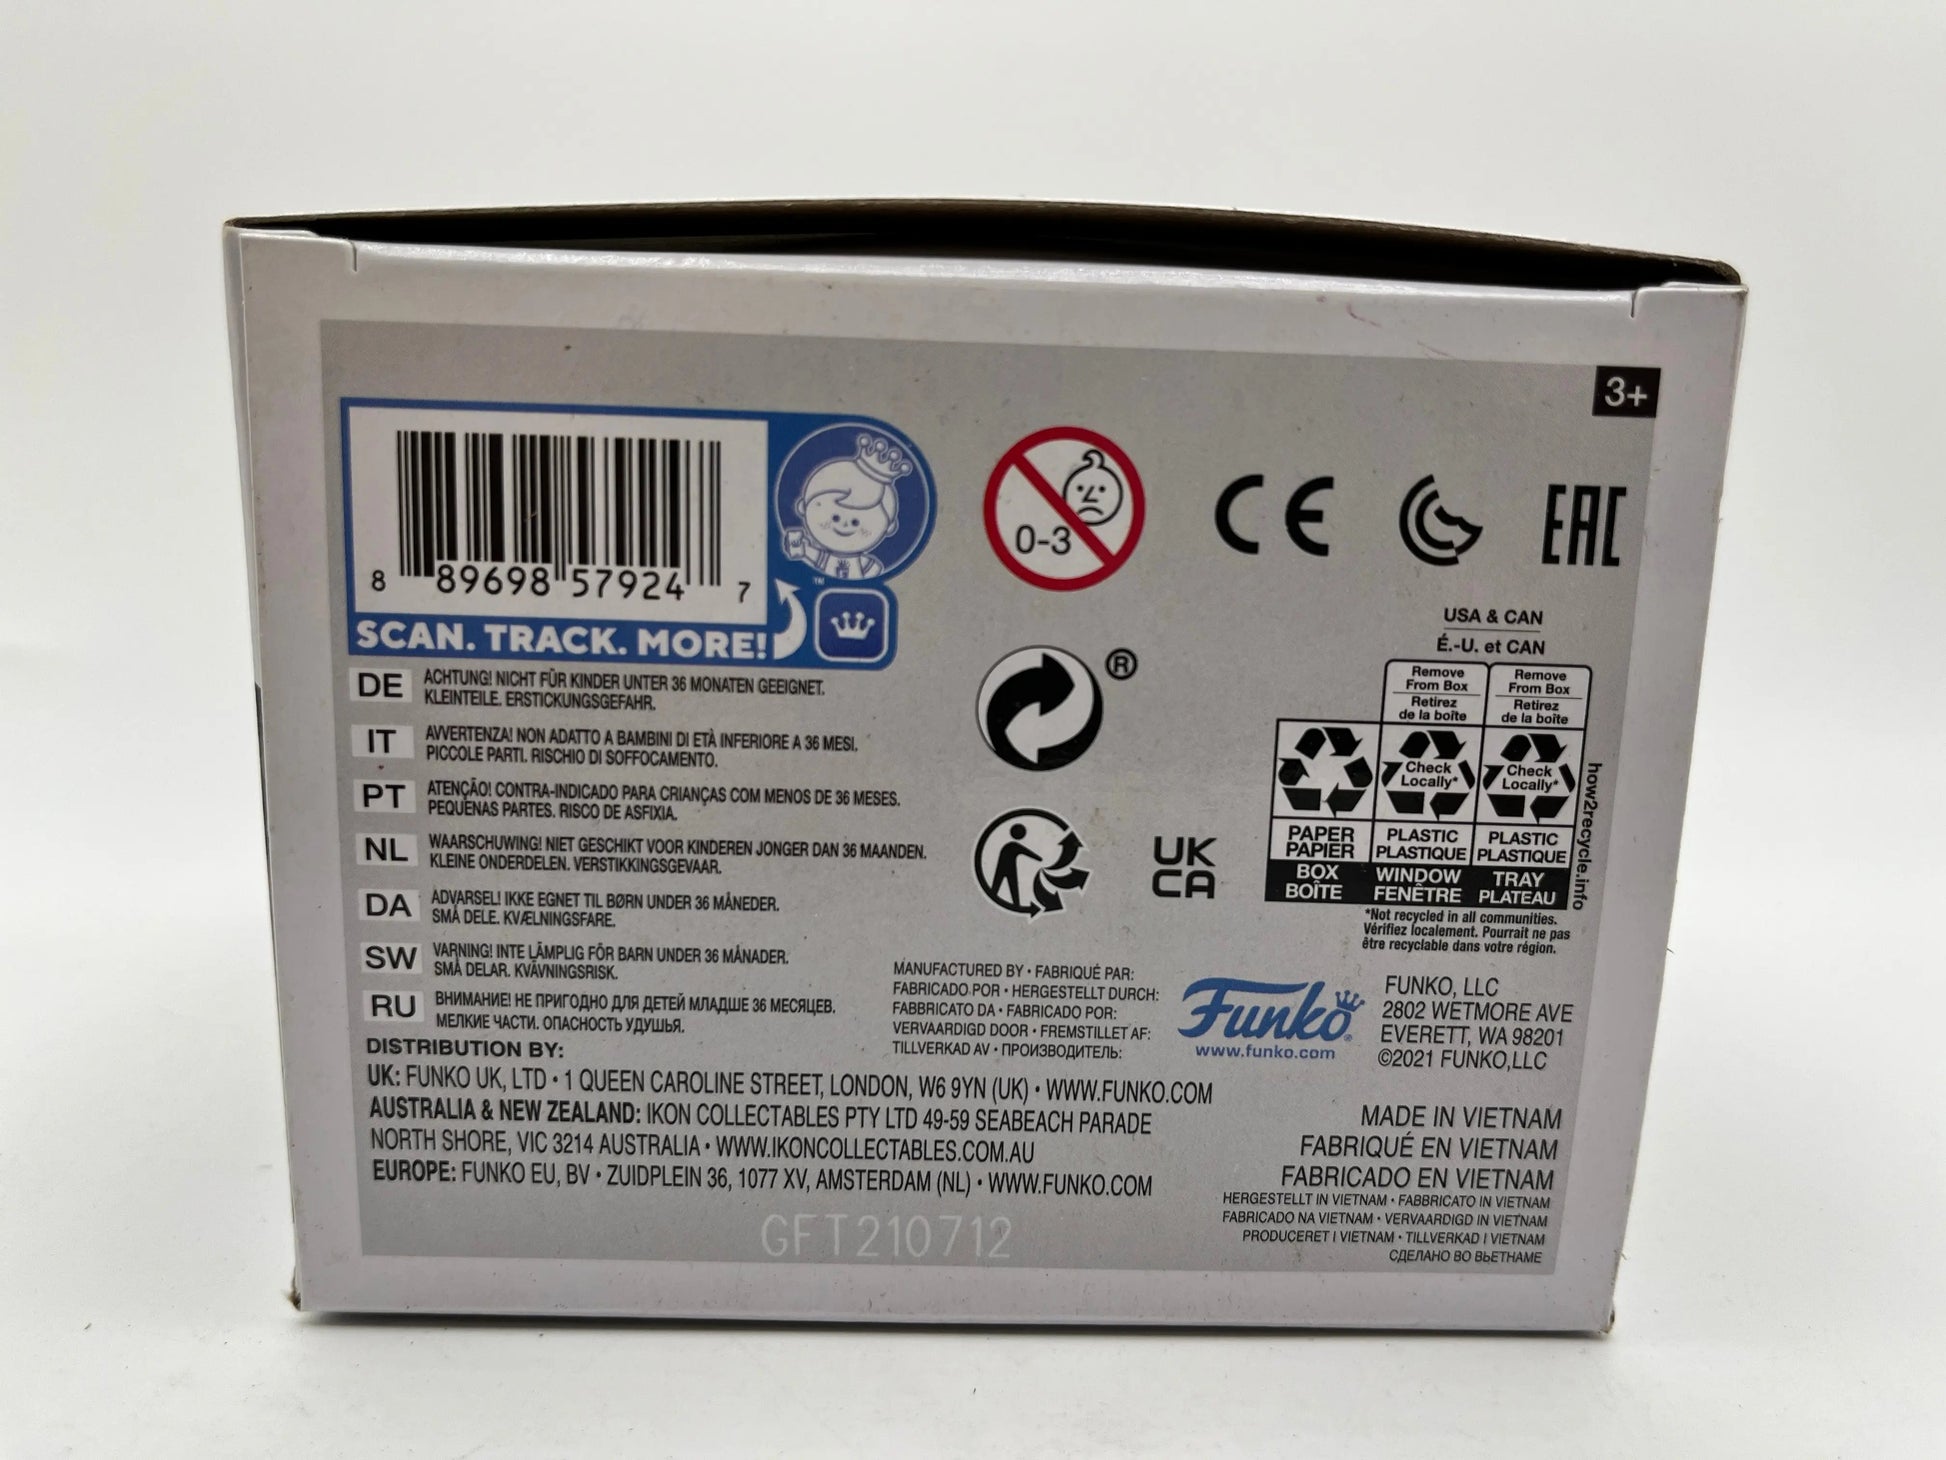 3+
8 89698 57924 7
SCAN. TRACK. MORE!
™
0-3
CE
EAC
DE ACHTUNG! NICHT FÜR KINDER UNTER 36 MONATEN GEEIGNET.
KLEINTEILE. ERSTICKUNGSGEFAHR.
IT AVVERTENZA! NON ADATTO A BAMBINI DI ETÀ INFERIORE A 36 MESI.
PICCOLE PARTI. RISCHIO DI SOFFOCAMENTO.
PT ATENÇÃO! CONTRA-INDICADO PARA CRIANÇAS COM MENOS DE 36 MESES.
PEQUENAS PARTES. RISCO DE ASFIXIA.
NL WAARSCHUWING! NIET GESCHIKT VOOR KINDEREN JONGER DAN 36 MAANDEN.
KLEINE ONDERDELEN. VERSTIKKINGSGEVAAR.
DA ADVARSEL! IKKE EGNET TIL BØRN UNDER 36 MÅNEDER.
SMÅ DELE. KVÆLNINGSFARE.
SW VARNING! INTE LÄMPLIG FÖR BARN UNDER 36 MÅNADER.
SMÅ DELAR. KVÄVNINGSRISK.
RU ВНИМАНИЕ! НЕ ПРИГОДНО ДЛЯ ДЕТЕЙ МЛАДШЕ 36 МЕСЯЦЕВ.
МЕЛКИЕ ЧАСТИ. ОПАСНОСТЬ УДУШЬЯ.
®
UK
CA
USA & CAN
É.-U. et CAN
Remove From Box Remove From Box
Retirez de la boîte Retirez de la boîte
Check Locally* Check Locally*
PAPER PAPIER PLASTIC PLASTIQUE PLASTIC PLASTIQUE
BOX BOÎTE WINDOW FENÊTRE TRAY PLATEAU
how2recycle.info
*Not recycled in all communities.
Vérifiez localement. Pourrait ne pas
être recyclable dans votre région.
MANUFACTURED BY • FABRIQUÉ PAR:
FABRICADO POR • HERGESTELLT DURCH:
FABBRICATO DA • FABRICADO POR:
VERVAARDIGD DOOR • FREMSTILLET AF:
TILLVERKAD AV • ПРОИЗВОДИТЕЛЬ:
Funko®
www.funko.com
FUNKO, LLC
2802 WETMORE AVE
EVERETT, WA 98201
©2021 FUNKO,LLC
DISTRIBUTION BY:
UK: FUNKO UK, LTD • 1 QUEEN CAROLINE STREET, LONDON, W6 9YN (UK) • WWW.FUNKO.COM
AUSTRALIA & NEW ZEALAND: IKON COLLECTABLES PTY LTD 49-59 SEABEACH PARADE
NORTH SHORE, VIC 3214 AUSTRALIA • WWW.IKONCOLLECTABLES.COM.AU
EUROPE: FUNKO EU, BV • ZUIDPLEIN 36, 1077 XV, AMSTERDAM (NL) • WWW.FUNKO.COM
MADE IN VIETNAM
FABRIQUÉ EN VIETNAM
FABRICADO EN VIETNAM
HERGESTELLT IN VIETNAM • FABBRICATO IN VIETNAM
FABRICADO NA VIETNAM • VERVAARDIGD IN VIETNAM
PRODUCERET I VIETNAM • TILLVERKAD I VIETNAM
СДЕЛАНО ВО ВЬЕТНАМЕ
GFT210712